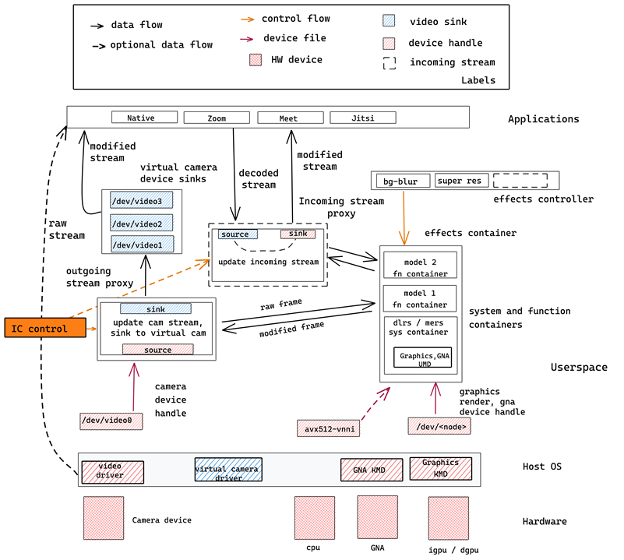 data flow
control flow
video sink
optional data flow
device file
device handle
HW device
incoming stream
Labels
Native
Zoom
Meet
Jitsi
Applications
modified
stream
virtual camera
device sinks
decoded
stream
modified
stream
bg-blur
super res
effects controller
/dev/video3
/dev/video2
/dev/video1
raw
stream
Incoming stream
proxy
source
sink
update incoming stream
effects container
model 2
fn container
outgoing
stream proxy
model 1
fn container
raw frame
modified frame
sink
update cam stream,
sink to virtual cam
source
IC control
dlrs / mers
sys container
Graphics,GNA
UMD
system and function
containers
Userspace
camera
device
handle
graphics
render, gna
device handle
/dev/video0
avx512-vnni
/dev/<node>
video
driver
virtual camera
driver
GNA KMD
Graphics
KMD
Host OS
Camera device
cpu
GNA
igpu / dgpu
Hardware